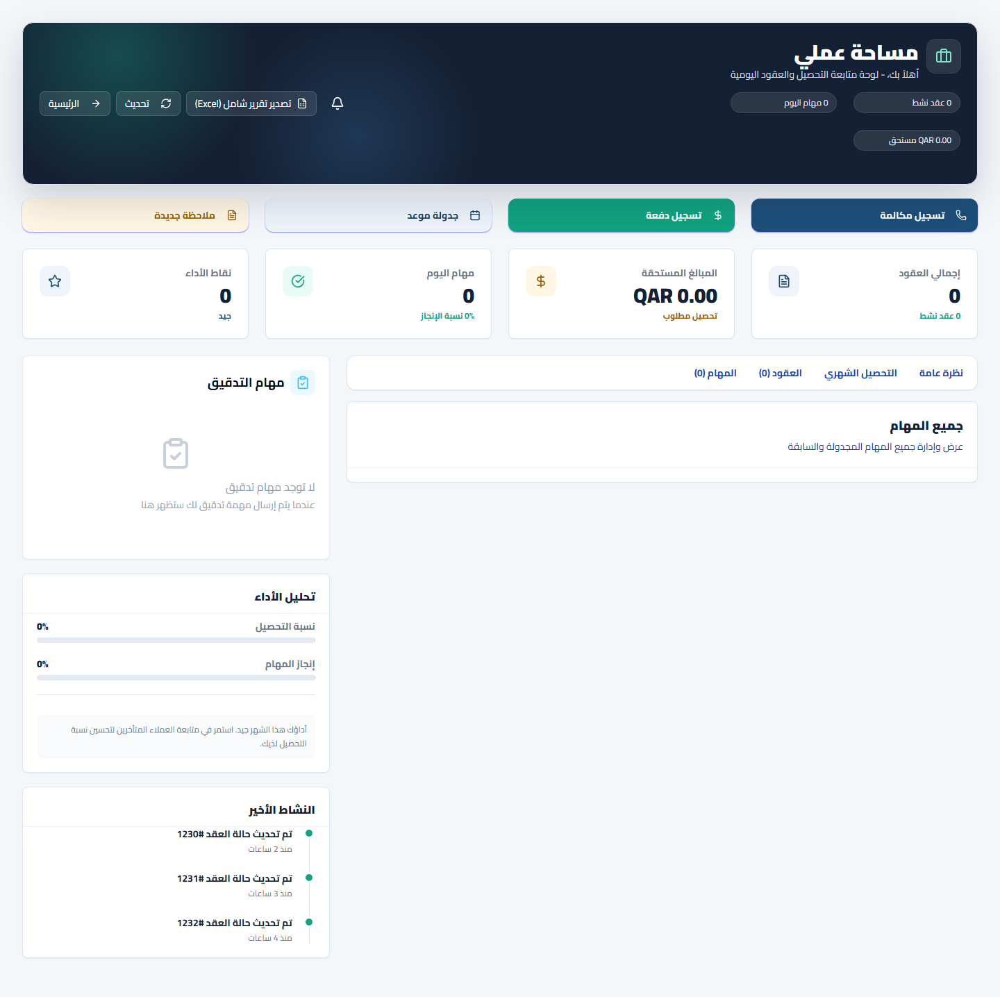 مساحة عملي
أهلاً بك، - لوحة متابعة التحصيل والعقود اليومية
0 عقد نشط
0 مهام اليوم
QAR 0.00 مستحق
تصدير تقرير شامل (Excel)
تحديث
الرئيسية
تسجيل مكالمة
تسجيل دفعة
جدولة موعد
ملاحظة جديدة
إجمالي العقود
0
0 عقد نشط
المبالغ المستحقة
QAR 0.00
تحصيل مطلوب
مهام اليوم
0
0% نسبة الإنجاز
نقاط الأداء
0
جيد
نظرة عامة
التحصيل الشهري
العقود (0)
المهام (0)
جميع المهام
عرض وإدارة جميع المهام المجدولة والسابقة
مهام التدقيق
لا توجد مهام تدقيق
عندما يتم إرسال مهمة تدقيق لك ستظهر هنا
تحليل الأداء
نسبة التحصيل
0%
إنجاز المهام
0%
أداؤك هذا الشهر جيد. استمر في متابعة العملاء المتأخرين لتحسين نسبة
التحصيل لديك.
النشاط الأخير
تم تحديث حالة العقد #1230
منذ 2 ساعات
تم تحديث حالة العقد #1231
منذ 3 ساعات
تم تحديث حالة العقد #1232
منذ 4 ساعات